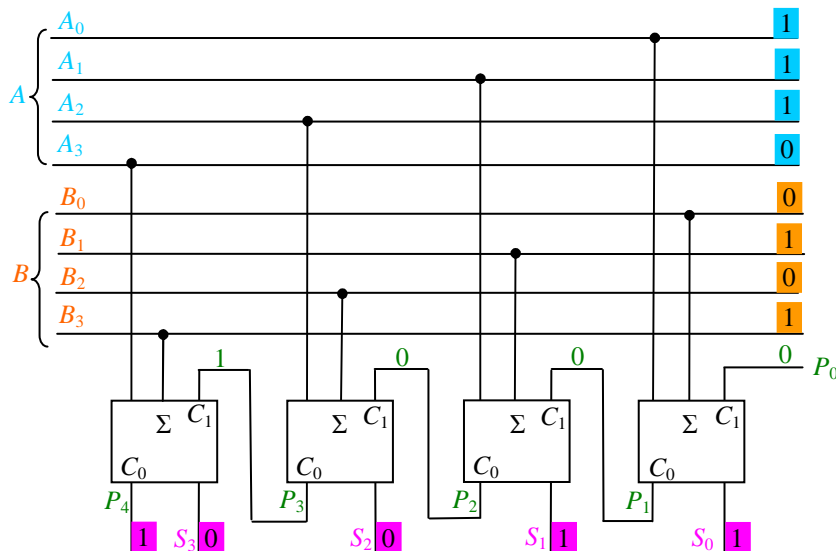 A₀ 1
A₁ 1
A A₂ 1
A₃ 0
B₀ 0
B₁ 1
B B₂ 0
B₃ 1
1 0 0 0 P₀
Σ C₁ Σ C₁ Σ C₁ Σ C₁
C₀ C₀ C₀ C₀
P₄ P₃ P₂ P₁
1 S₃ 0 S₂ 0 S₁ 1 S₀ 1